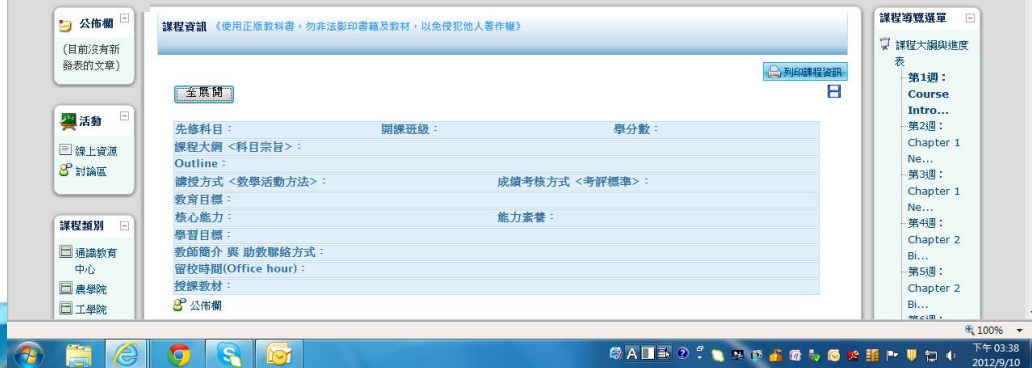 公佈欄
(目前沒有新
發表的文章)
活動
線上資源
討論區
課程類別
通識教育
中心
農學院
工學院
課程資訊 《使用正版教科書，勿非法影印書籍及教材，以免侵犯他人著作權》
列印課程資訊
全展開
先修科目： 開課班級： 學分數：
課程大綱 <科目宗旨>：
Outline：
講授方式 <教學活動方法>： 成績考核方式 <考評標準>：
教育目標：
核心能力： 能力素養：
學習目標：
教師簡介 與 助教聯絡方式：
留校時間(Office hour)：
授課教材：
公佈欄
課程導覽選單
課程大綱與進度
表
第1週：
Course
Intro...
第2週：
Chapter 1
Ne...
第3週：
Chapter 1
Ne...
第4週：
Chapter 2
Bi...
第5週：
Chapter 2
Bi...
100%
下午 03:38
2012/9/10